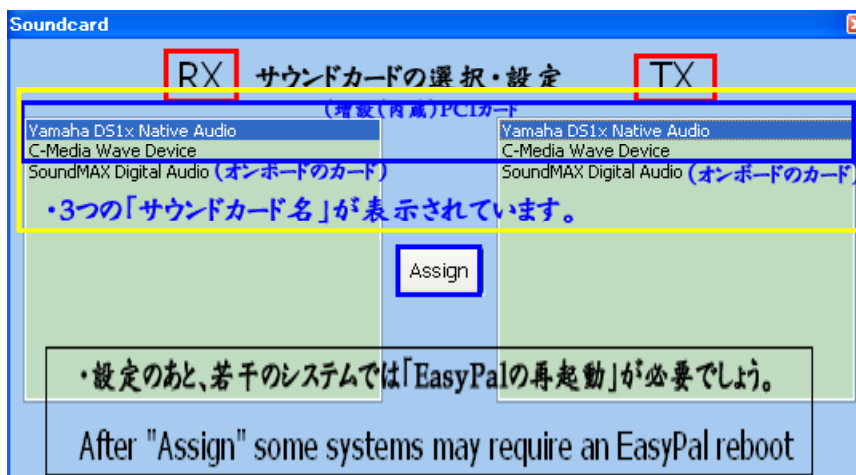 Soundcard
RX サウンドカードの選択・設定 TX
(増設(内蔵)PCIカード
Yamaha DS1x Native Audio Yamaha DS1x Native Audio
C-Media Wave Device C-Media Wave Device
SoundMAX Digital Audio (オンボードのカード) SoundMAX Digital Audio (オンボードのカード)
・3つの「サウンドカード名」が表示されています。
Assign
・設定のあと、若干のシステムでは「EasyPalの再起動」が必要でしょう。
After "Assign" some systems may require an EasyPal reboot